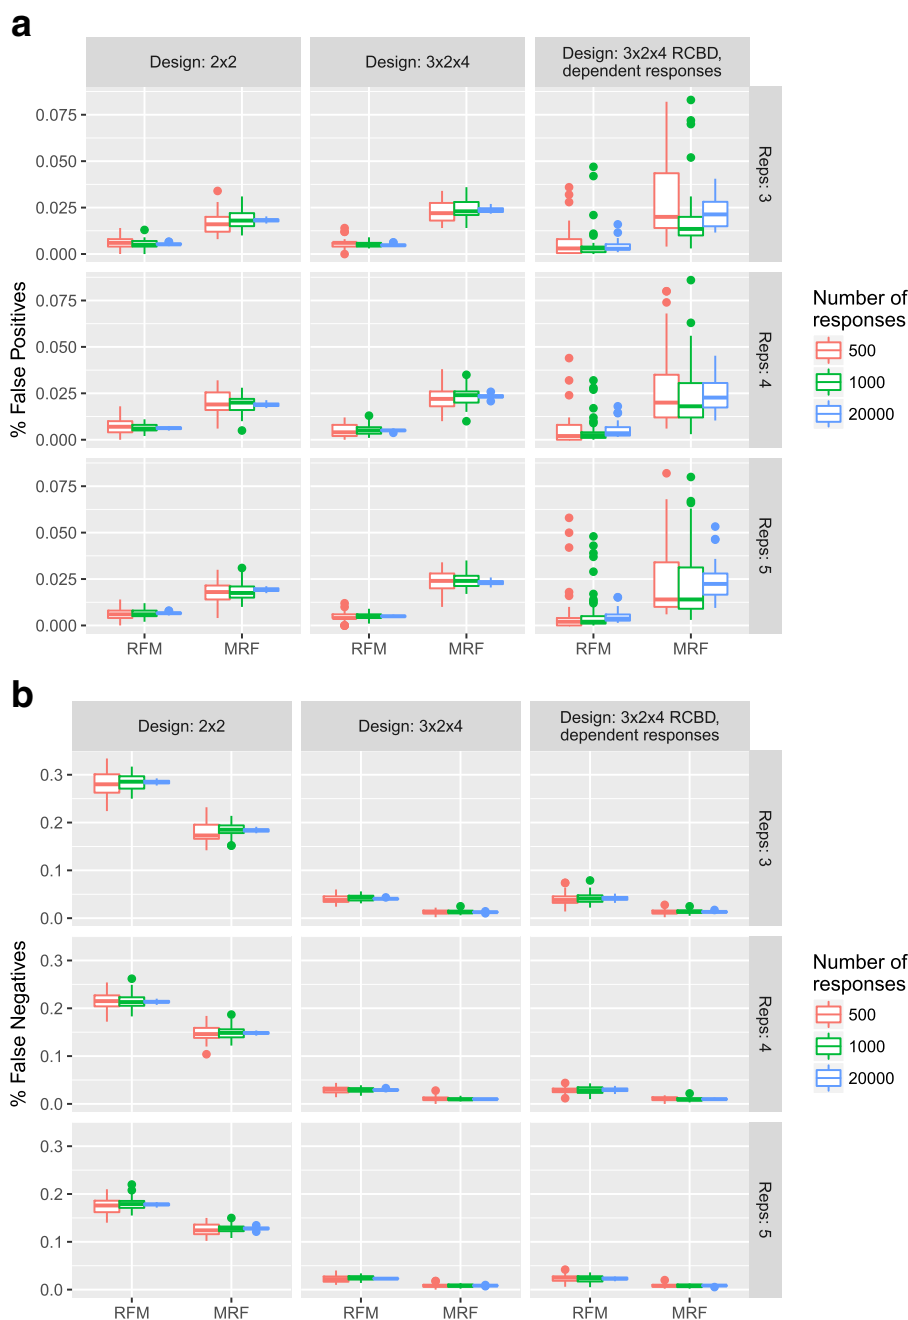 a
Design: 2x2
Design: 3x2x4
Design: 3x2x4 RCBD,
dependent responses
% False Positives
0.075
0.050
0.025
0.000
Reps: 3
0.075
0.050
0.025
0.000
Reps: 4
0.075
0.050
0.025
0.000
Reps: 5
RFM
MRF
RFM
MRF
RFM
MRF
Number of
responses
500
1000
20000
b
Design: 2x2
Design: 3x2x4
Design: 3x2x4 RCBD,
dependent responses
% False Negatives
0.3
0.2
0.1
0.0
Reps: 3
0.3
0.2
0.1
0.0
Reps: 4
0.3
0.2
0.1
0.0
Reps: 5
RFM
MRF
RFM
MRF
RFM
MRF
Number of
responses
500
1000
20000